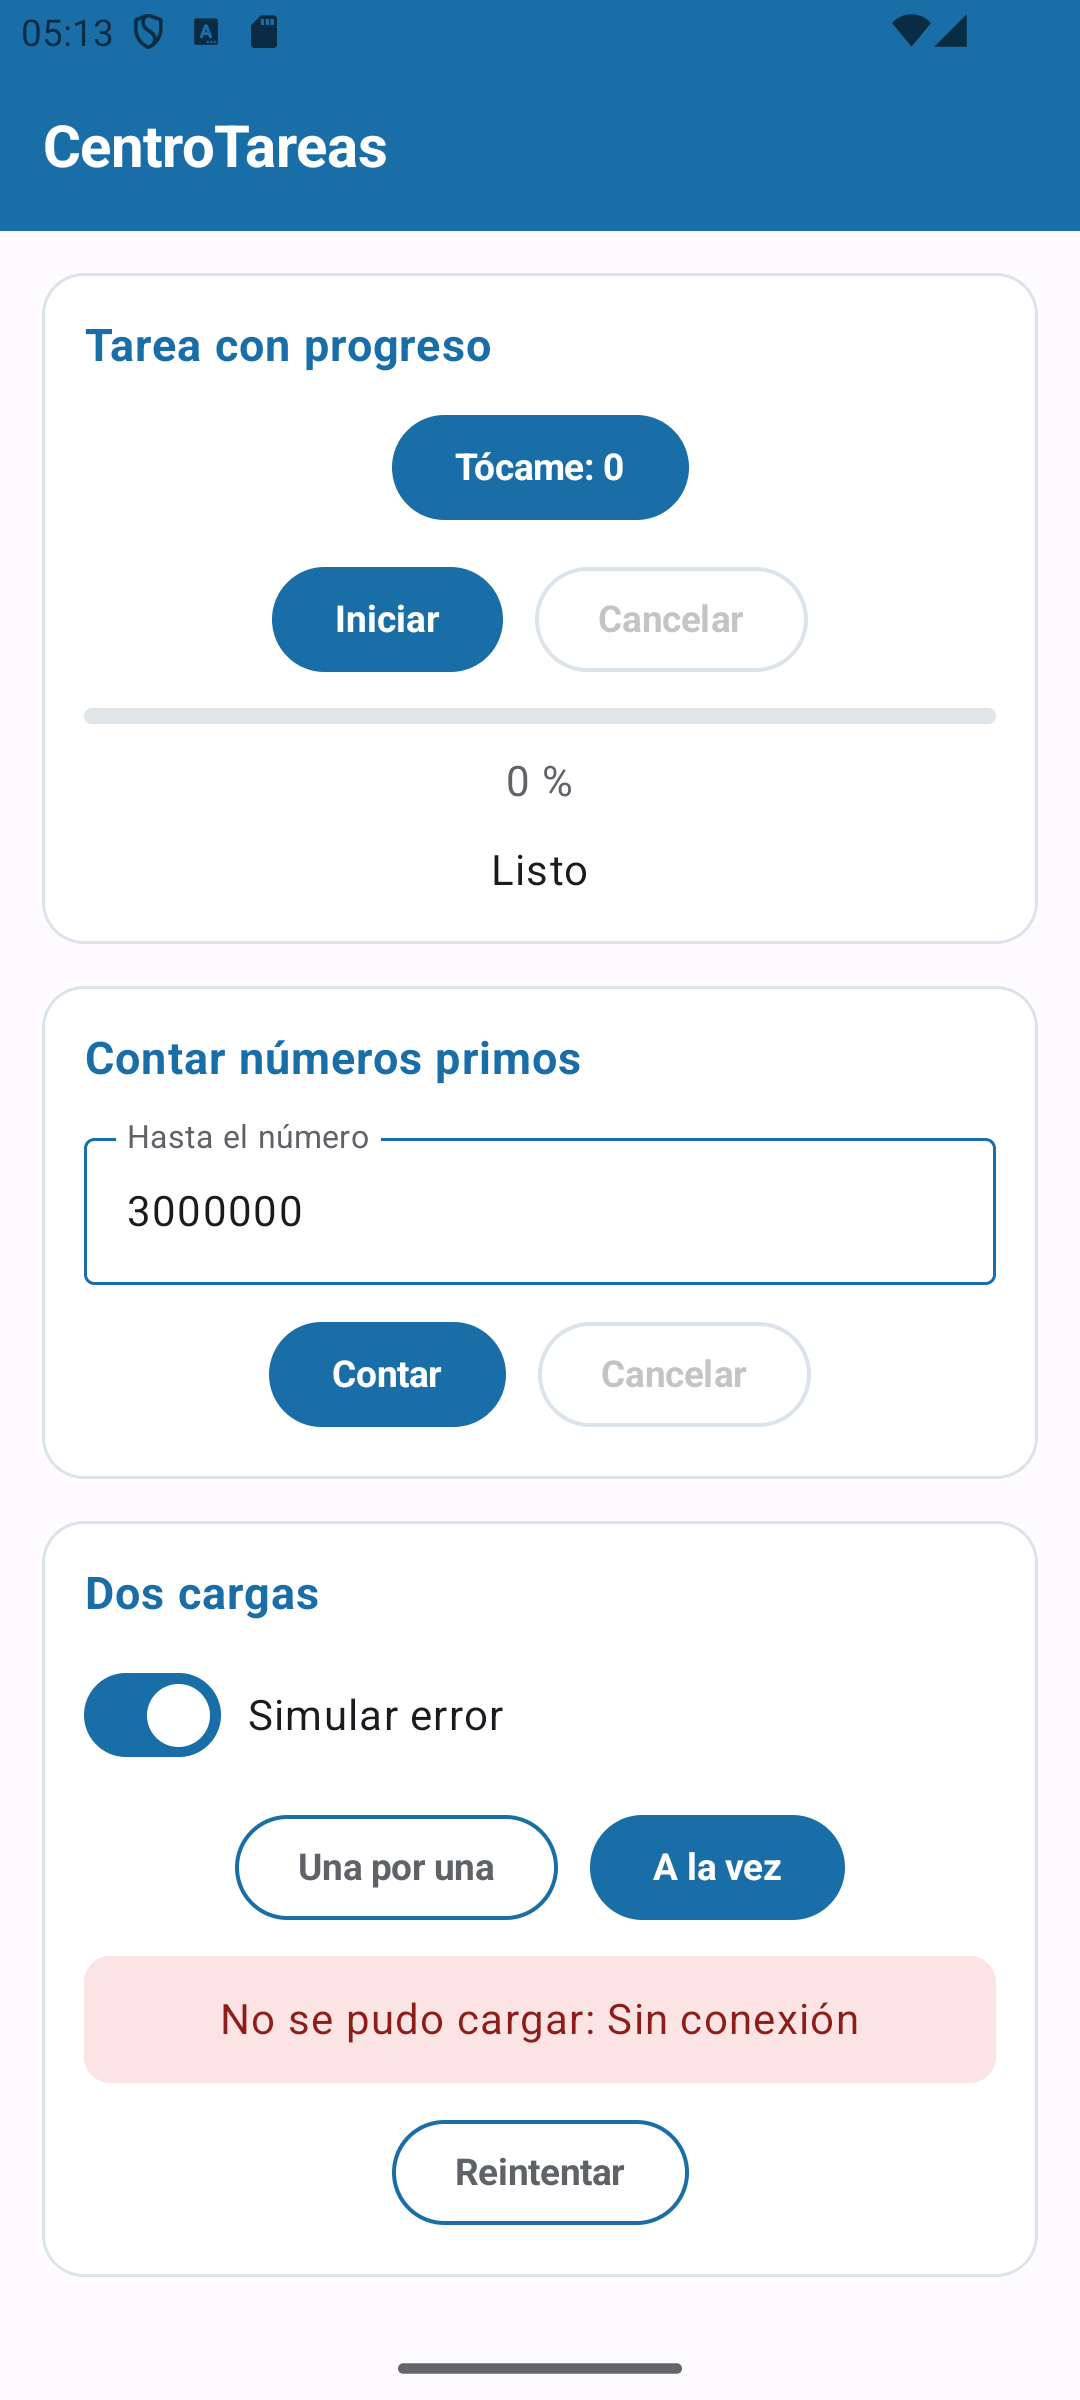 05:13
CentroTareas
Tarea con progreso
Tócame: 0
Iniciar
Cancelar
0 %
Listo
Contar números primos
Hasta el número
3000000
Contar
Cancelar
Dos cargas
Simular error
Una por una
A la vez
No se pudo cargar: Sin conexión
Reintentar